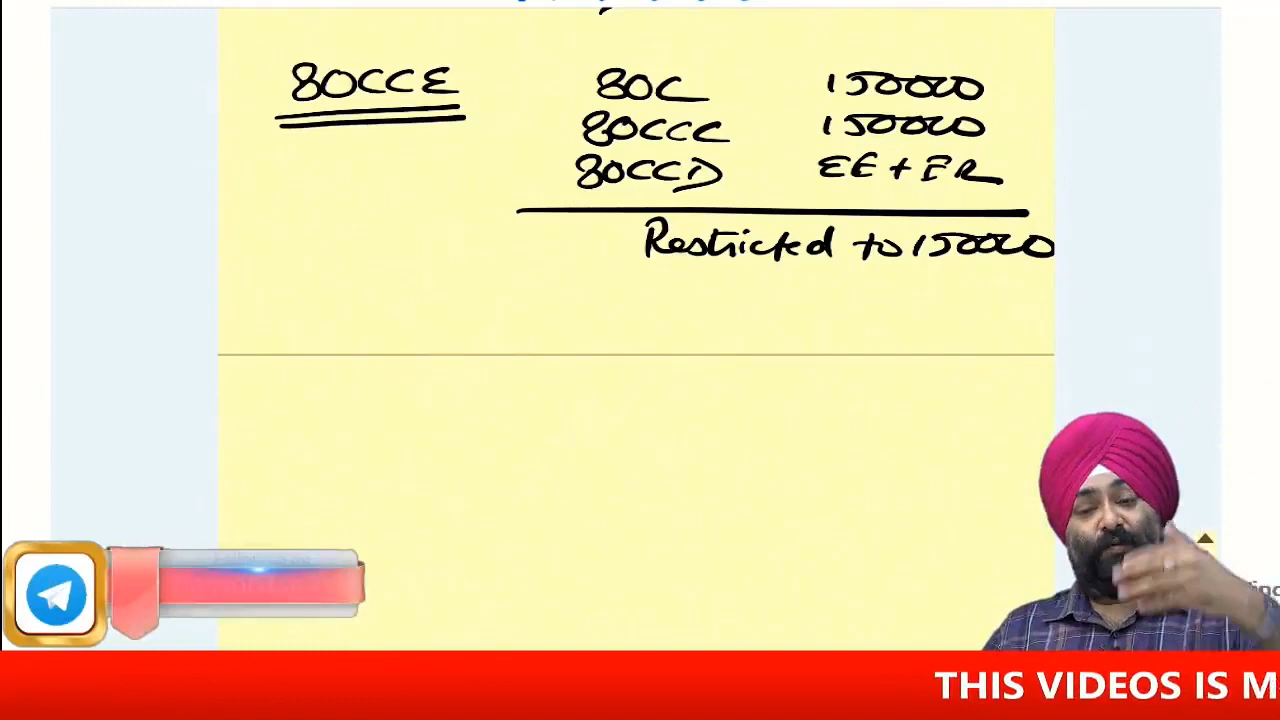 80CCE 80C 150000
80CCC 150000
80CCD EE + ER
Restricted to 150000
THIS VIDEOS IS M